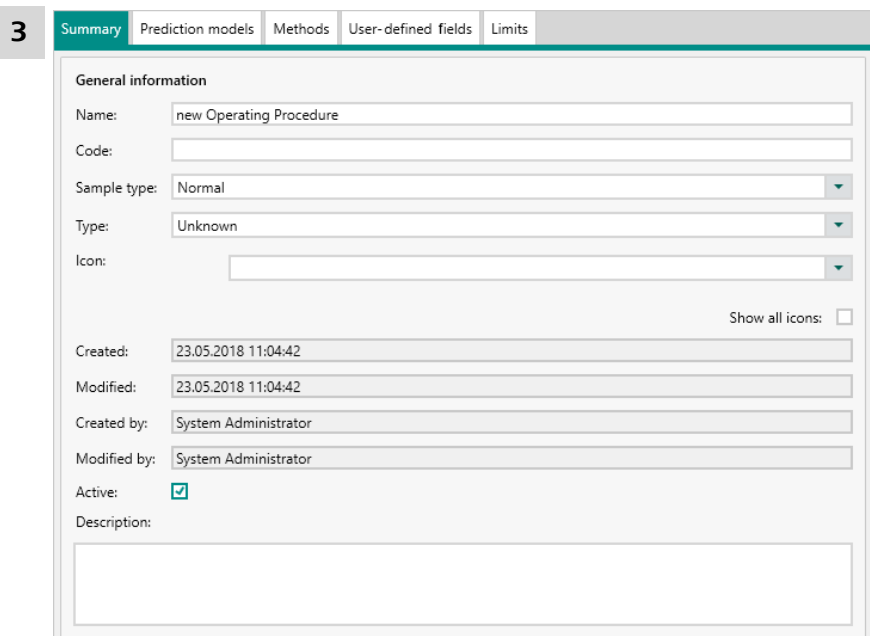 3
Summary Prediction models Methods User-defined fields Limits
General information
Name: new Operating Procedure
Code:
Sample type: Normal
Type: Unknown
Icon:
Show all icons:
Created: 23.05.2018 11:04:42
Modified: 23.05.2018 11:04:42
Created by: System Administrator
Modified by: System Administrator
Active:
Description: